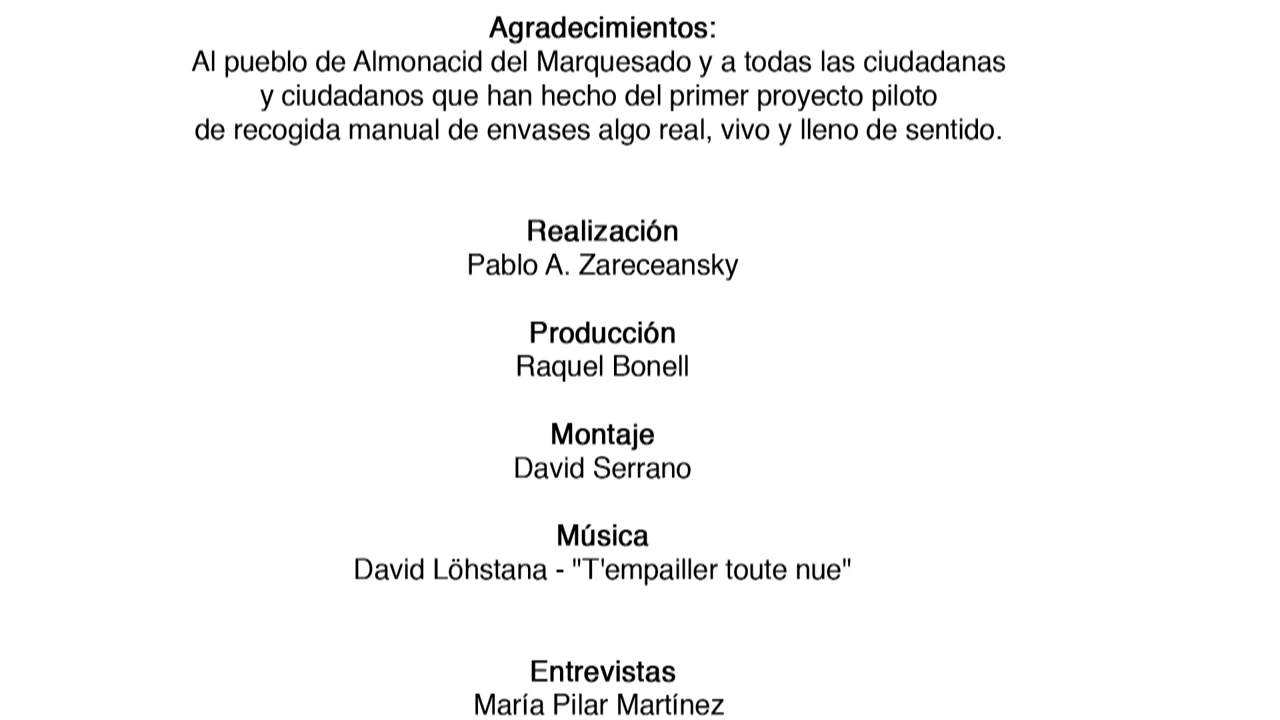 Agradecimientos:
Al pueblo de Almonacid del Marquesado y a todas las ciudadanas
y ciudadanos que han hecho del primer proyecto piloto
de recogida manual de envases algo real, vivo y lleno de sentido.
Realización
Pablo A. Zareceansky
Producción
Raquel Bonell
Montaje
David Serrano
Música
David Löhstana - "T'empailler toute nue"
Entrevistas
María Pilar Martínez